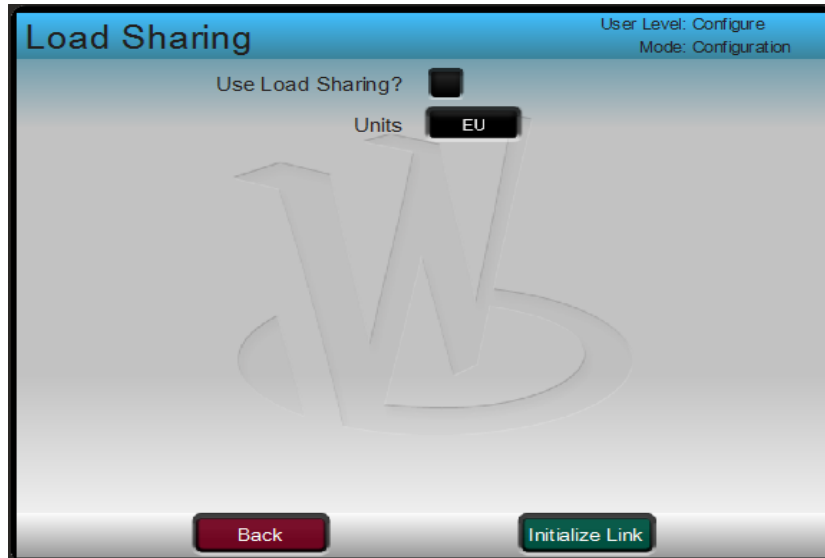 Load Sharing
User Level: Configure
Mode: Configuration
Use Load Sharing?
Units EU
Back Initialize Link